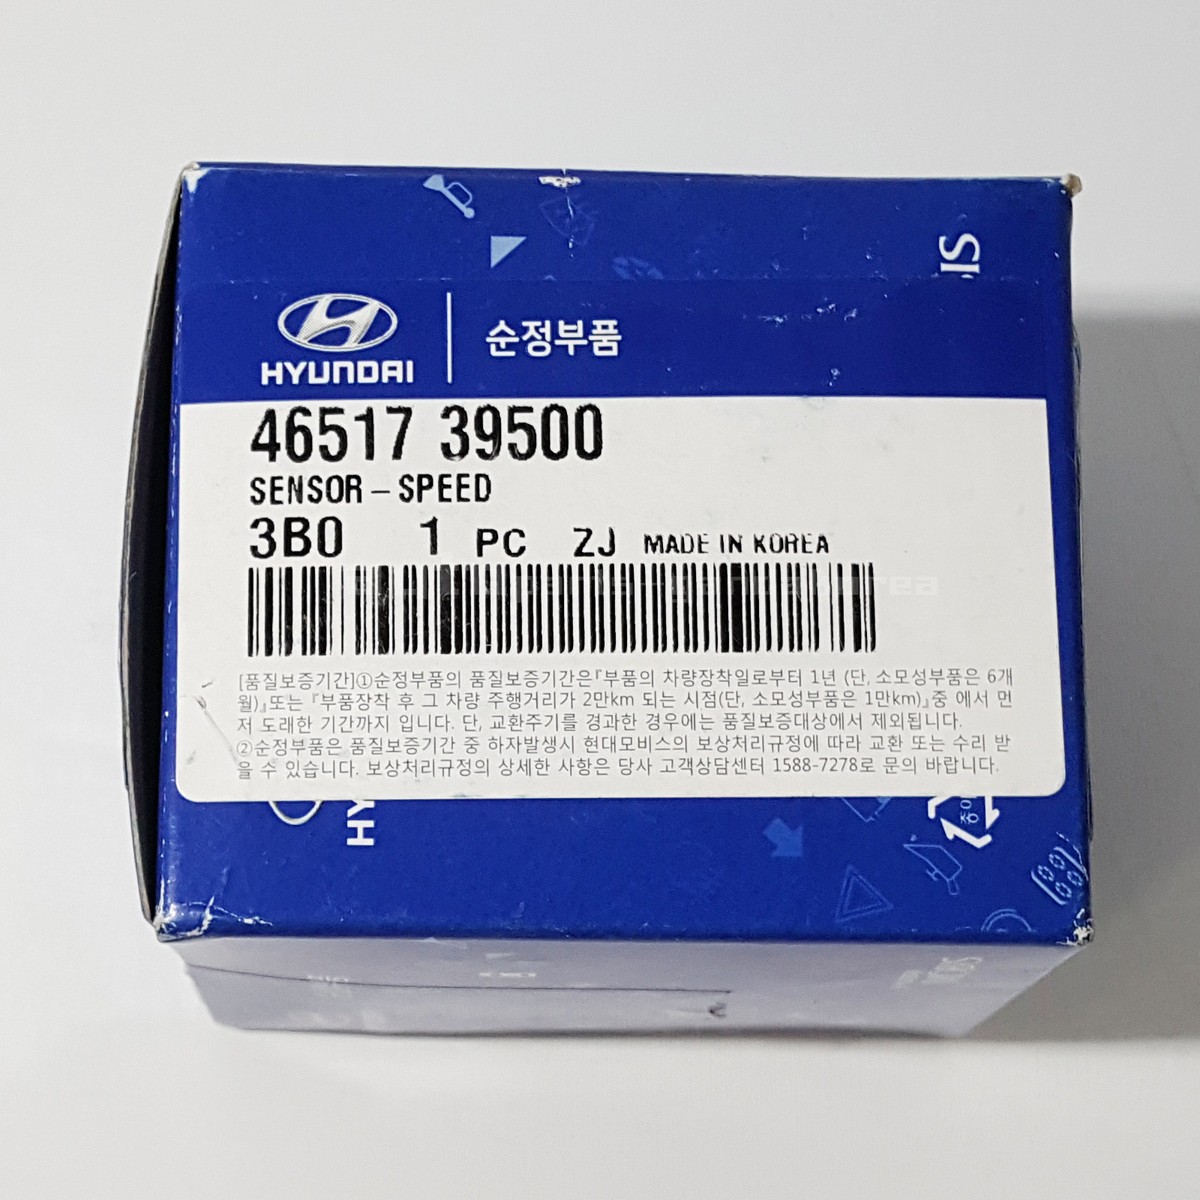 HYUNDAI 순정부품
46517 39500
SENSOR-SPEED
3B0 1 PC ZJ MADE IN KOREA
[품질보증기간]①순정부품의 품질보증기간은『부품의 차량장착일로부터 1년 (단, 소모성부품은 6개
월)』또는 『부품장착 후 그 차량 주행거리가 2만km 되는 시점(단, 소모성부품은 1만km)』중 에서 먼
저 도래한 기간까지 입니다. 단, 교환주기를 경과한 경우에는 품질보증대상에서 제외됩니다.
②순정부품은 품질보증기간 중 하자발생시 현대모비스의 보상처리규정에 따라 교환 또는 수리 받
을 수 있습니다. 보상처리규정의 상세한 사항은 당사 고객상담센터 1588-7278로 문의 바랍니다.
HY